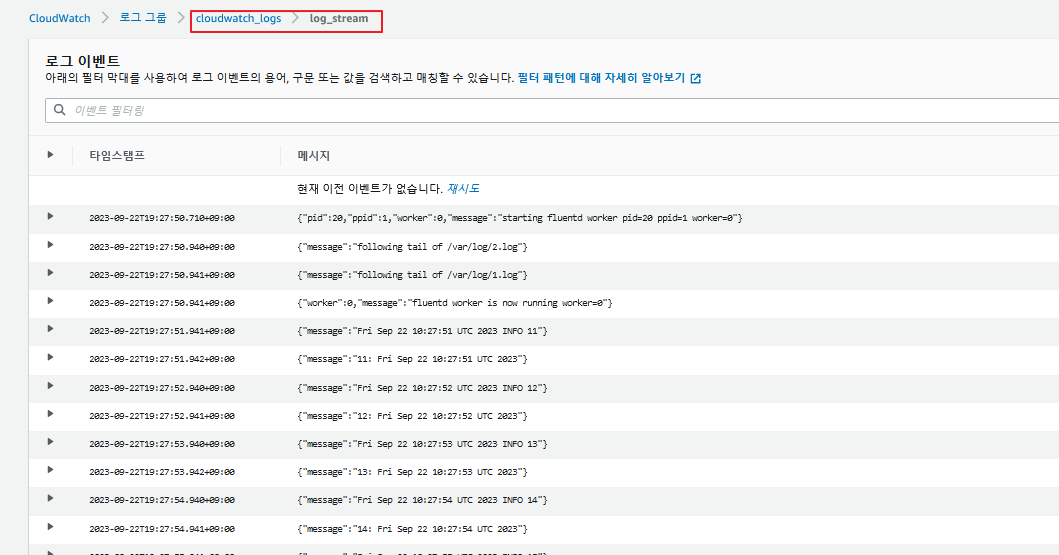 CloudWatch > 로그 그룹 > cloudwatch_logs > log_stream
로그 이벤트
아래의 필터 막대를 사용하여 로그 이벤트의 용어, 구문 또는 값을 검색하고 매칭할 수 있습니다. 필터 패턴에 대해 자세히 알아보기
이벤트 필터링
타임스탬프 메시지
현재 이전 이벤트가 없습니다. 재시도
2023-09-22T19:27:50.710+09:00 {"pid":20,"ppid":1,"worker":0,"message":"starting fluentd worker pid=20 ppid=1 worker=0"}
2023-09-22T19:27:50.940+09:00 {"message":"following tail of /var/log/2.log"}
2023-09-22T19:27:50.941+09:00 {"message":"following tail of /var/log/1.log"}
2023-09-22T19:27:50.941+09:00 {"worker":0,"message":"fluentd worker is now running worker=0"}
2023-09-22T19:27:51.941+09:00 {"message":"Fri Sep 22 10:27:51 UTC 2023 INFO 11"}
2023-09-22T19:27:51.942+09:00 {"message":"11: Fri Sep 22 10:27:51 UTC 2023"}
2023-09-22T19:27:52.940+09:00 {"message":"Fri Sep 22 10:27:52 UTC 2023 INFO 12"}
2023-09-22T19:27:52.941+09:00 {"message":"12: Fri Sep 22 10:27:52 UTC 2023"}
2023-09-22T19:27:53.940+09:00 {"message":"Fri Sep 22 10:27:53 UTC 2023 INFO 13"}
2023-09-22T19:27:53.942+09:00 {"message":"13: Fri Sep 22 10:27:53 UTC 2023"}
2023-09-22T19:27:54.940+09:00 {"message":"Fri Sep 22 10:27:54 UTC 2023 INFO 14"}
2023-09-22T19:27:54.941+09:00 {"message":"14: Fri Sep 22 10:27:54 UTC 2023"}